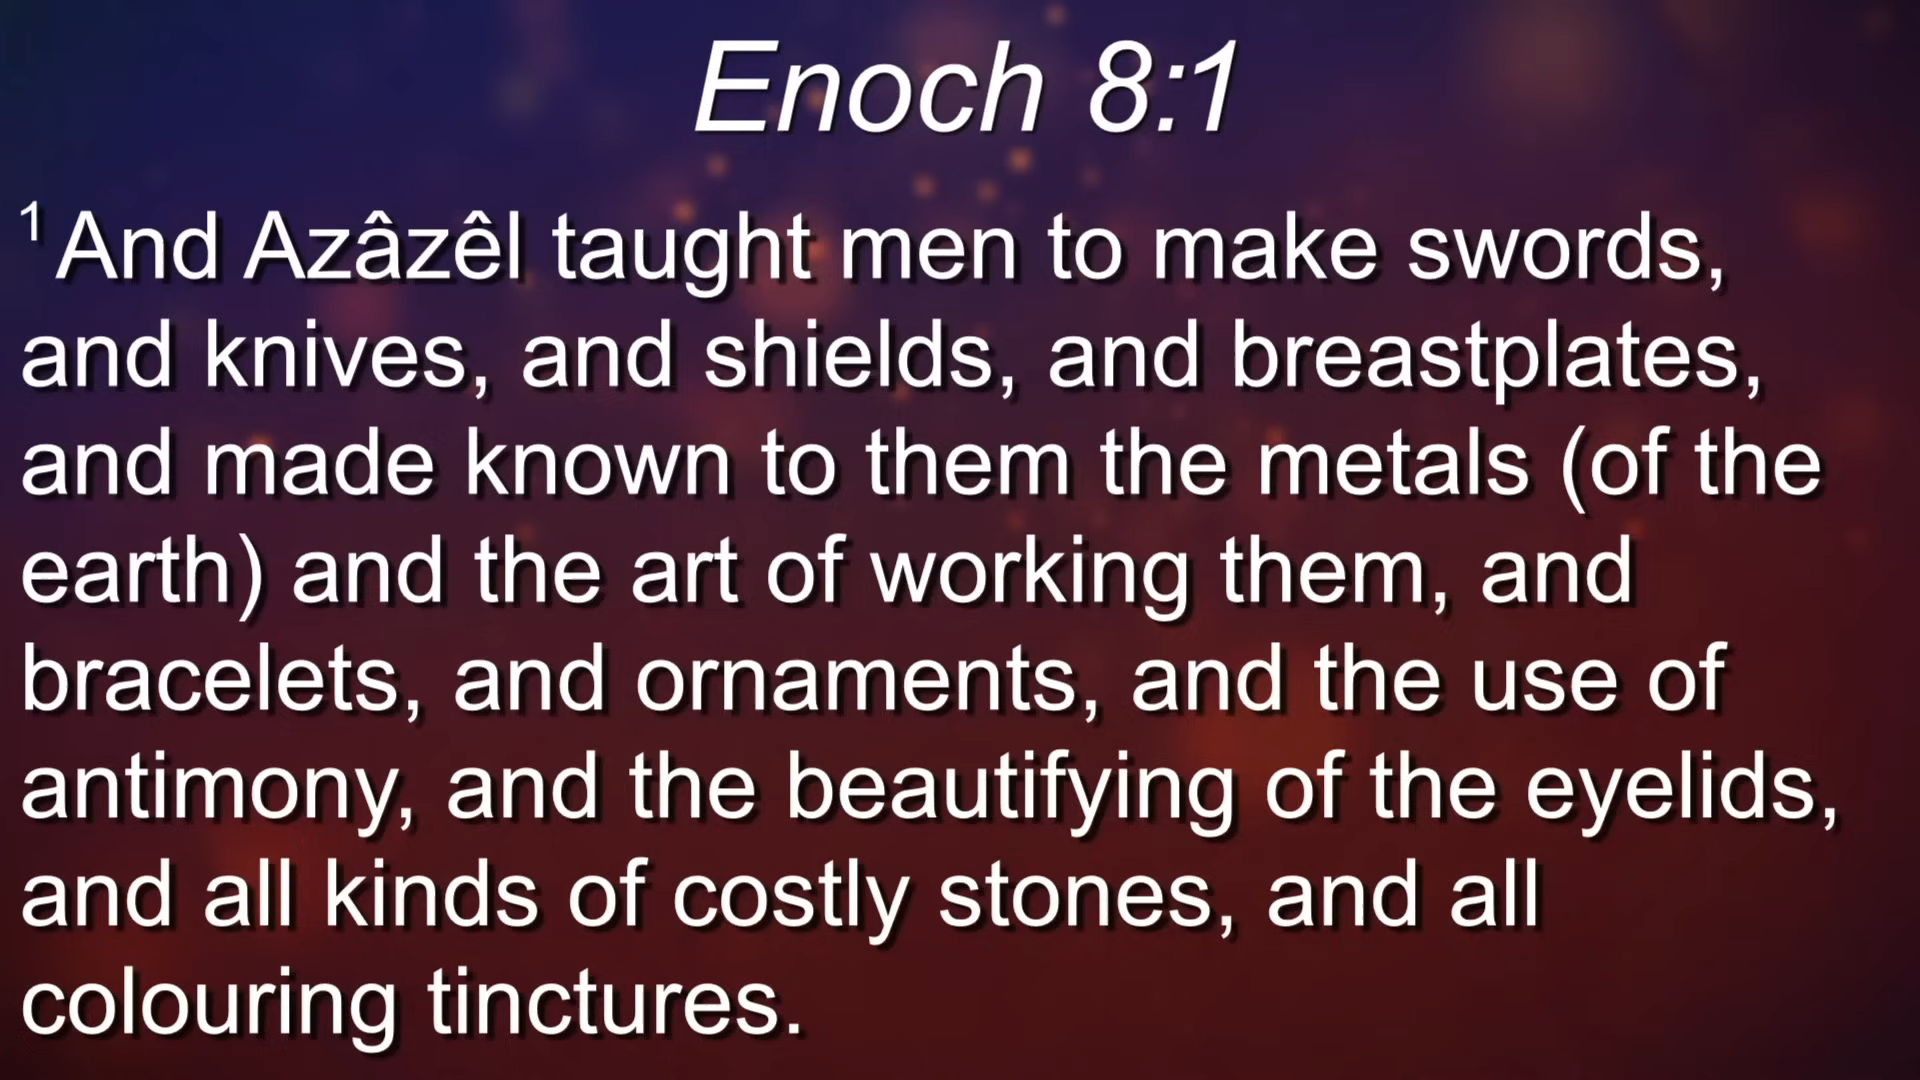 Enoch 8:1
1 And Azâzêl taught men to make swords,
and knives, and shields, and breastplates,
and made known to them the metals (of the
earth) and the art of working them, and
bracelets, and ornaments, and the use of
antimony, and the beautifying of the eyelids,
and all kinds of costly stones, and all
colouring tinctures.